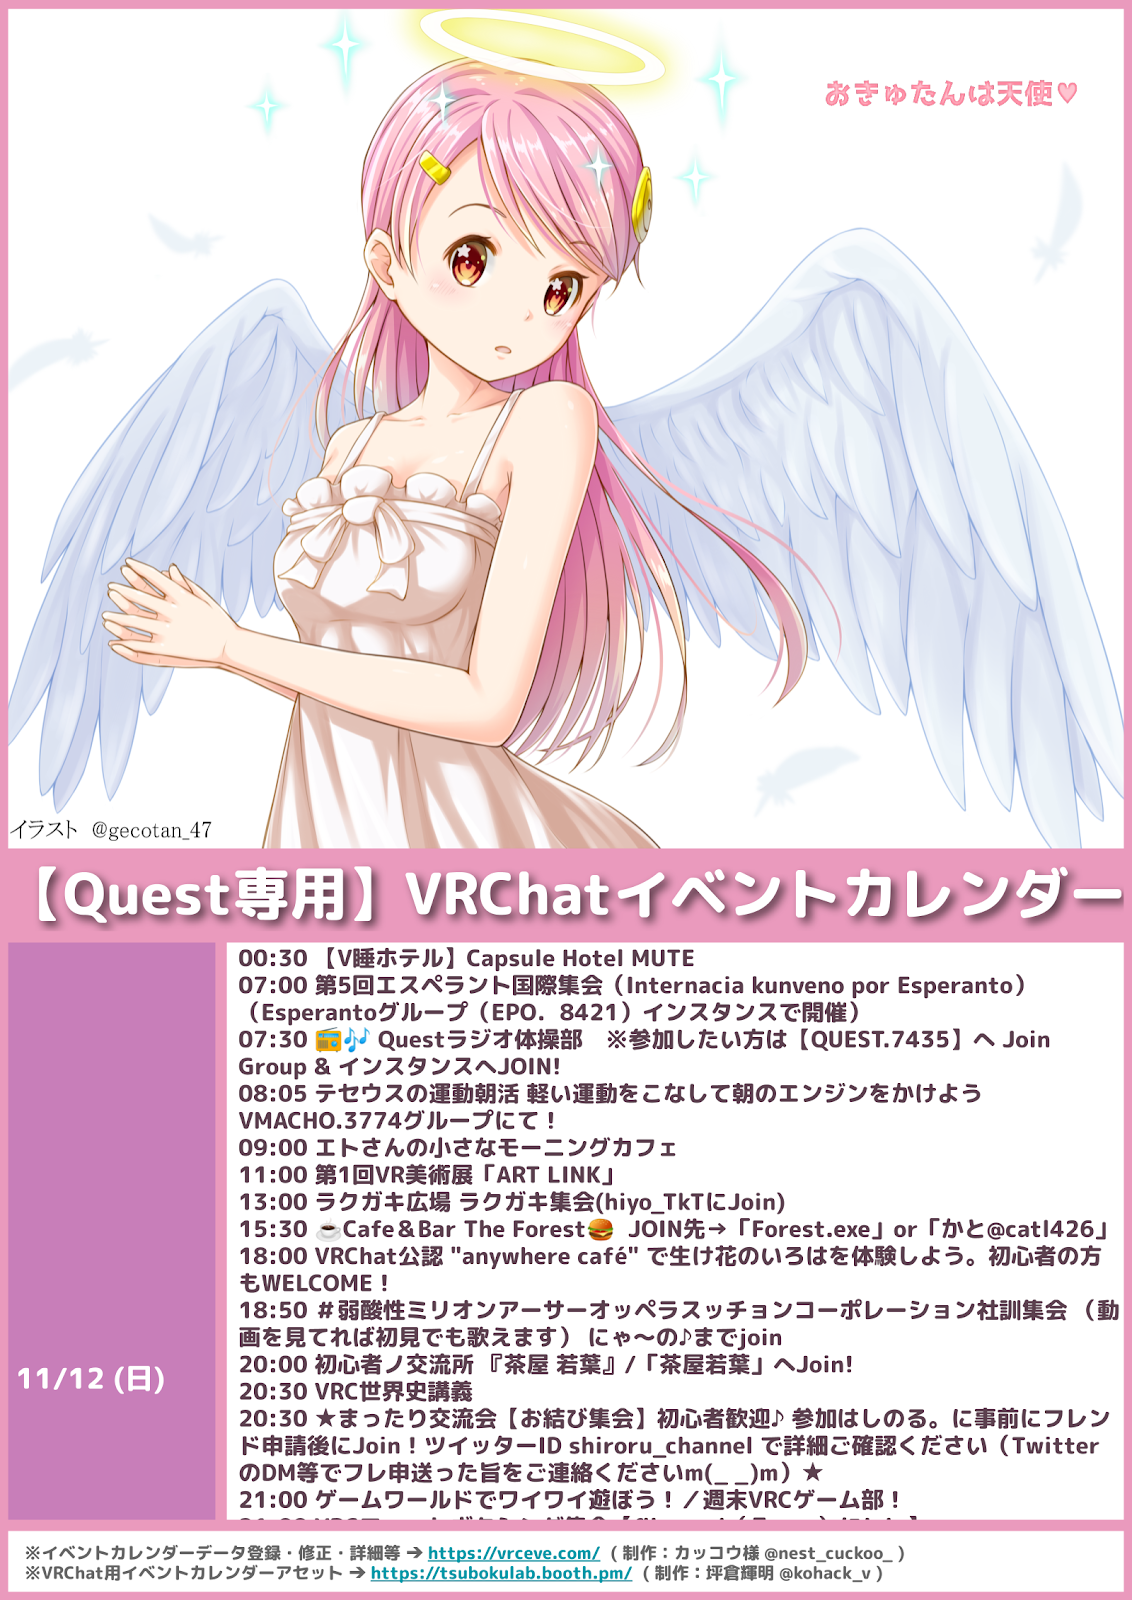 おきゅたんは天使♥
イラスト @gecotan_47
【Quest専用】VRChatイベントカレンダー
11/12 (日)
00:30 【V睡ホテル】Capsule Hotel MUTE
07:00 第5回エスペラント国際集会（Internacia kunveno por Esperanto）
（Esperantoグループ（EPO．8421）インスタンスで開催）
07:30 📻🎶 Questラジオ体操部　※参加したい方は【QUEST.7435】へ Join
Group & インスタンスへJOIN!
08:05 テセウスの運動朝活 軽い運動をこなして朝のエンジンをかけよう
VMACHO.3774グループにて！
09:00 エトさんの小さなモーニングカフェ
11:00 第1回VR美術展「ART LINK」
13:00 ラクガキ広場 ラクガキ集会(hiyo_TkTにJoin)
15:30 ☕Cafe＆Bar The Forest🍔 JOIN先→「Forest.exe」or「かと@catl426」
18:00 VRChat公認 "anywhere café" で生け花のいろはを体験しよう。初心者の方
もWELCOME！
18:50 ＃弱酸性ミリオンアーサーオッペラスッチョンコーポレーション社訓集会 （動
画を見てれば初見でも歌えます） にゃ～の♪までjoin
20:00 初心者ノ交流所 『茶屋 若葉』/「茶屋若葉」へJoin!
20:30 VRC世界史講義
20:30 ★まったり交流会【お結び集会】初心者歓迎♪ 参加はしのる。に事前にフレン
ド申請後にJoin！ツイッターID shiroru_channel で詳細ご確認ください（Twitter
のDM等でフレ申送った旨をご連絡くださいm(_ _)m）★
21:00 ゲームワールドでワイワイ遊ぼう！／週末VRCゲーム部！
※イベントカレンダーデータ登録・修正・詳細等 ➔ https://vrceve.com/ ( 制作：カッコウ様 @nest_cuckoo_ )
※VRChat用イベントカレンダーアセット ➔ https://tsubokulab.booth.pm/ ( 制作：坪倉輝明 @kohack_v )